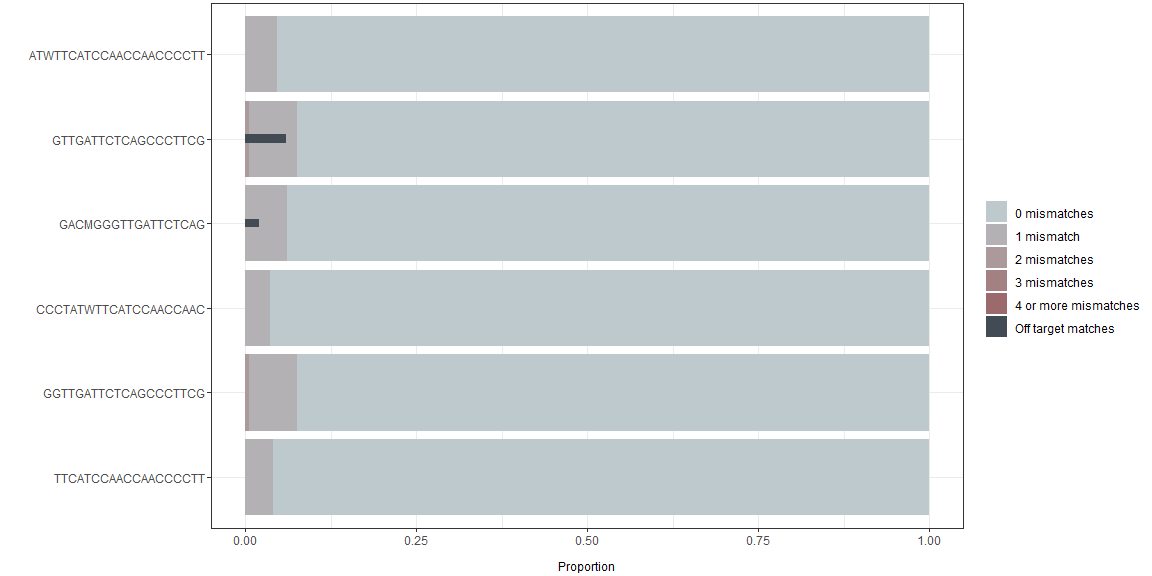 ATWTTCATCCAACCAACCCCTT
GTTGATTCTCAGCCCTTCG
GACMGGGTTGATTCTCAG
CCCTATWTTCATCCAACCAAC
GGTTGATTCTCAGCCCTTCG
TTCATCCAACCAACCCCTT
0.00 0.25 0.50 0.75 1.00
Proportion
0 mismatches
1 mismatch
2 mismatches
3 mismatches
4 or more mismatches
Off target matches